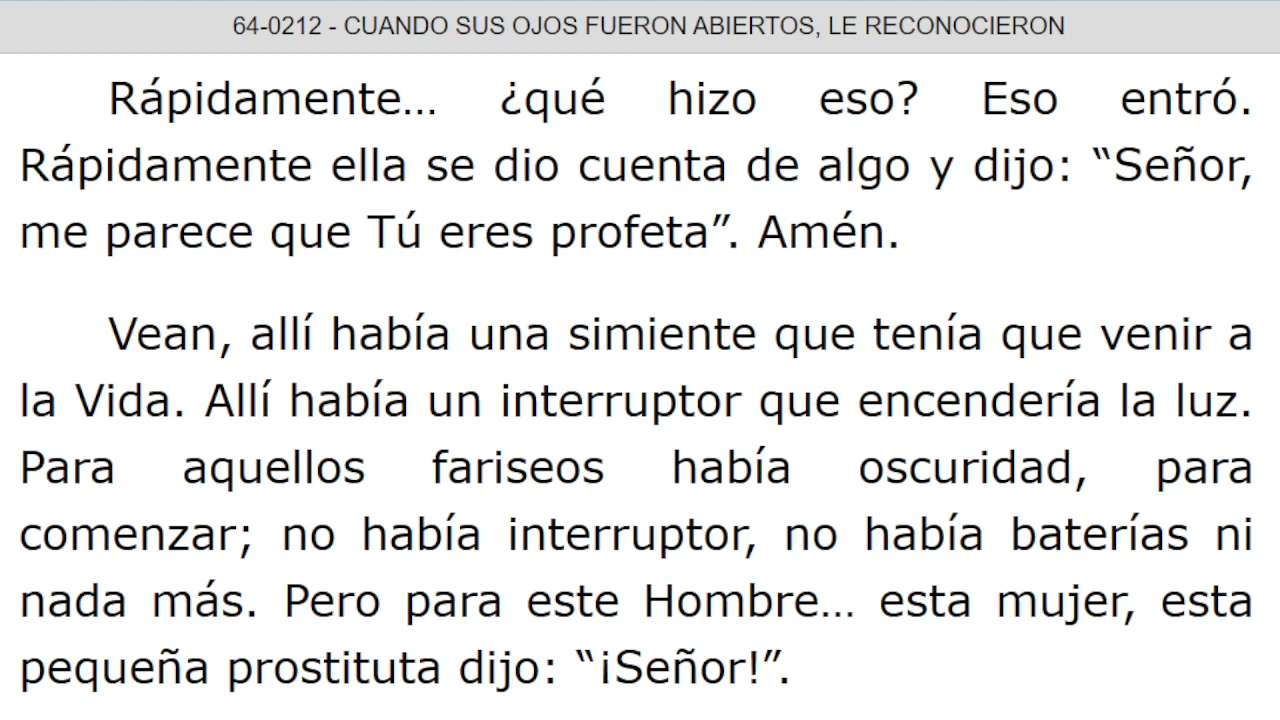 64-0212 - CUANDO SUS OJOS FUERON ABIERTOS, LE RECONOCIERON
Rápidamente… ¿qué hizo eso? Eso entró.
Rápidamente ella se dio cuenta de algo y dijo: “Señor,
me parece que Tú eres profeta”. Amén.
Vean, allí había una simiente que tenía que venir a
la Vida. Allí había un interruptor que encendería la luz.
Para aquellos fariseos había oscuridad, para
comenzar; no había interruptor, no había baterías ni
nada más. Pero para este Hombre… esta mujer, esta
pequeña prostituta dijo: “¡Señor!”.